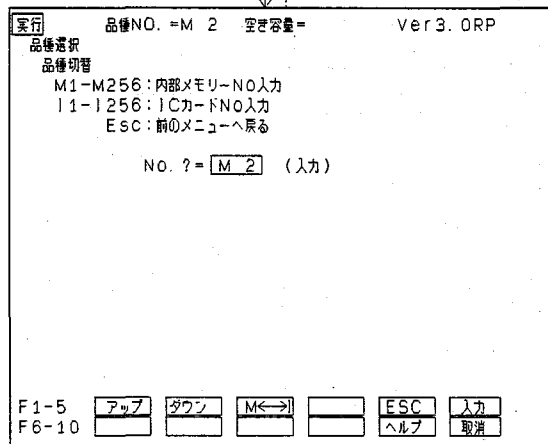 実行 品種NO. =M 2 空き容量= Ver3. 0RP
品種選択
品種切替
M1-M256:内部メモリーNO入力
I1-I256:ICカードNO入力
ESC:前のメニューへ戻る
NO. ?= M 2 (入力)
F1-5 アップ ダウン M←→I ESC 入力
F6-10 ヘルプ 取消